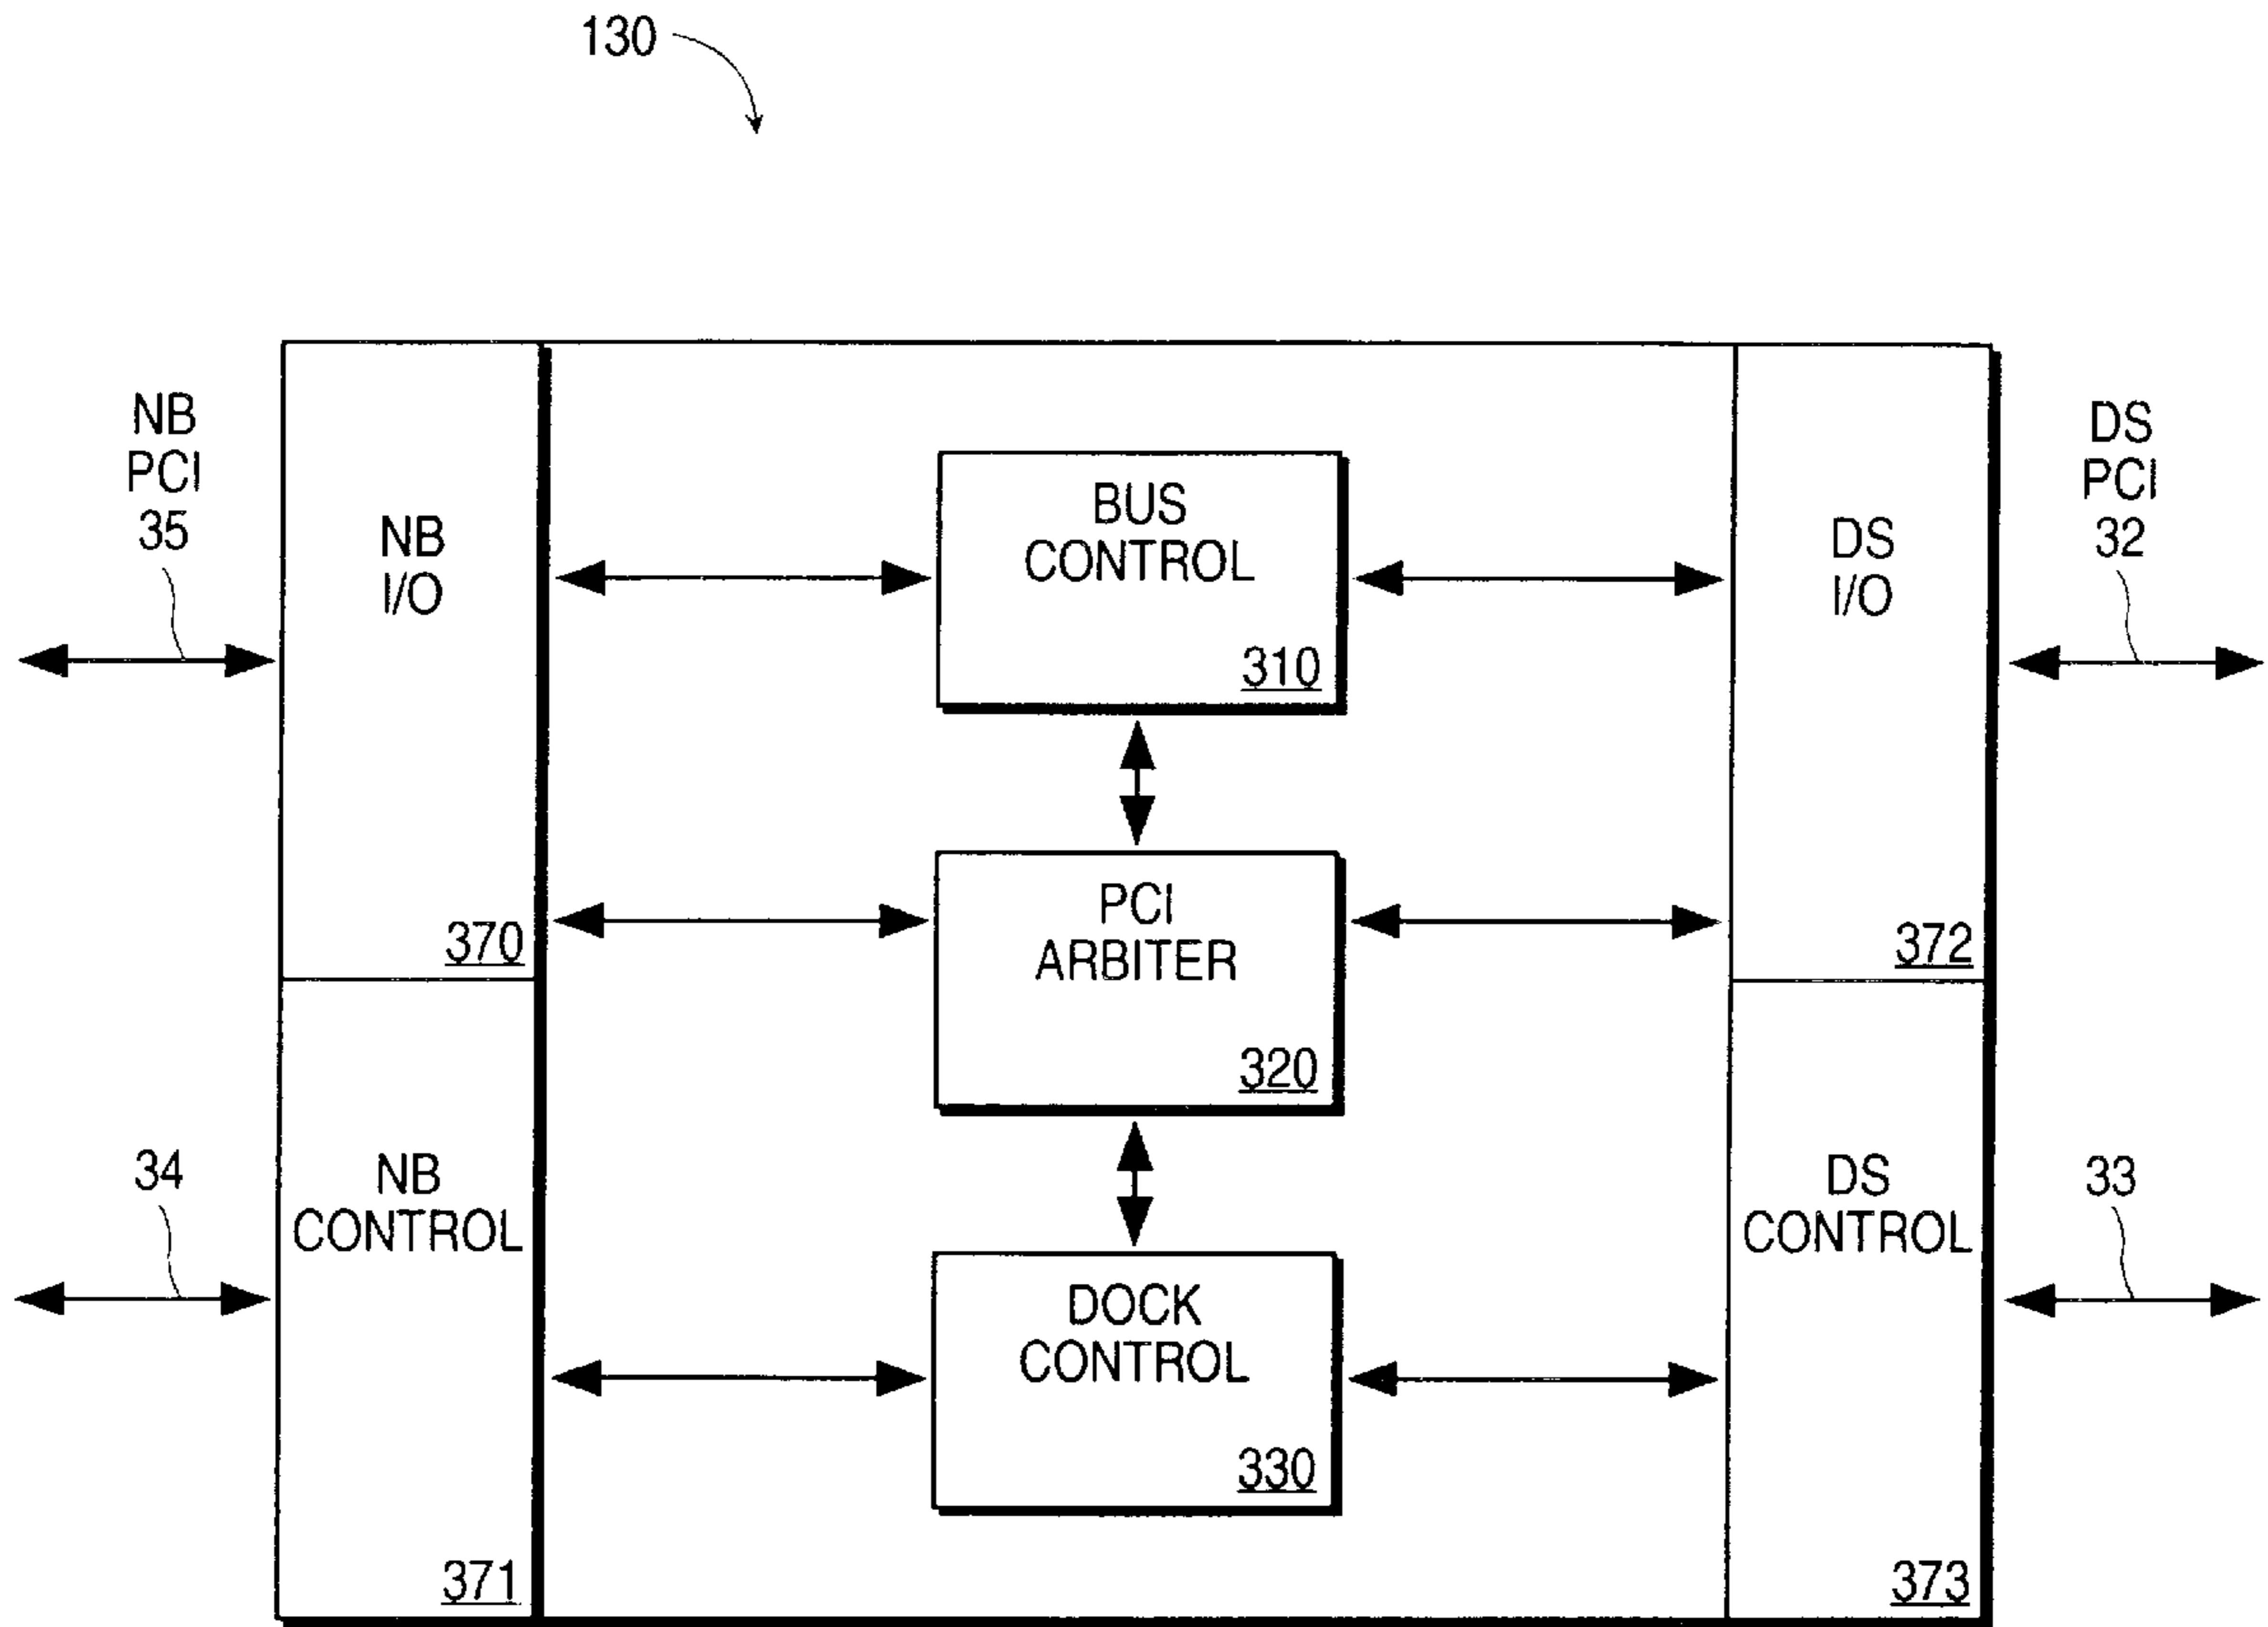 130
NB
PCI
35
NB
I/O
370
BUS
CONTROL
310
DS
I/O
372
DS
PCI
32
PCI
ARBITER
320
34
NB
CONTROL
371
DOCK
CONTROL
330
DS
CONTROL
373
33